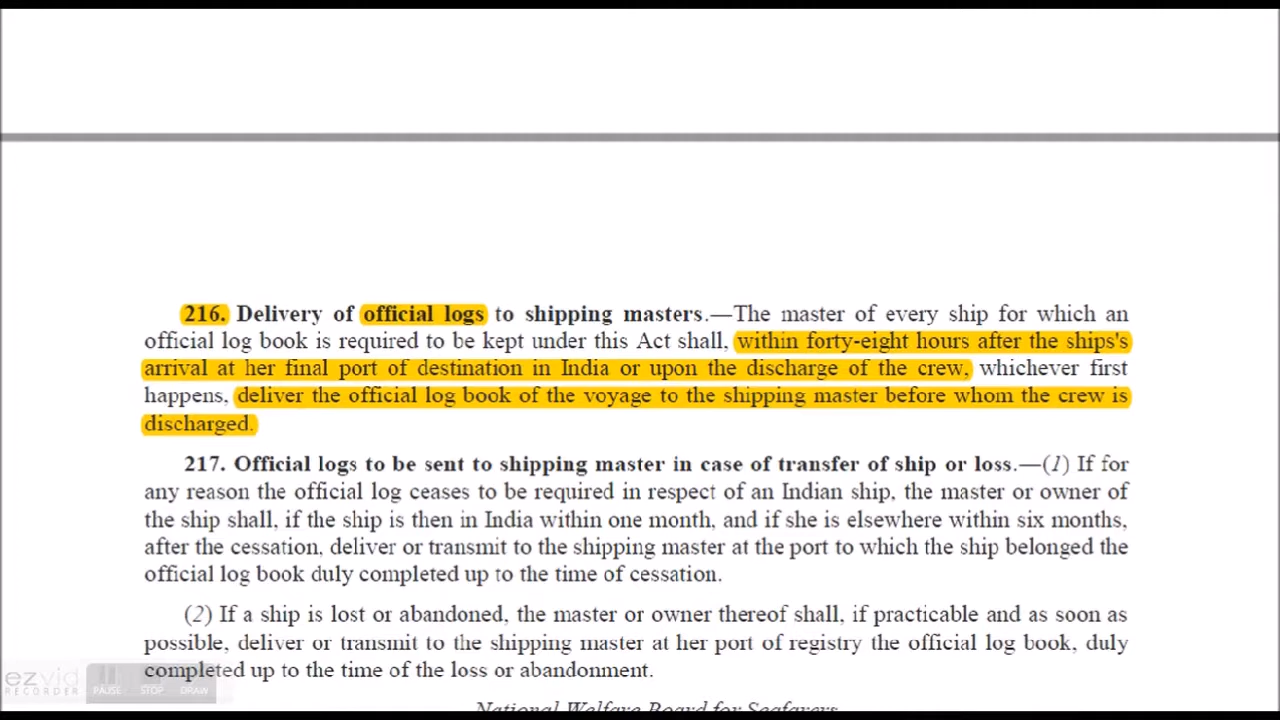 216. Delivery of official logs to shipping masters.—The master of every ship for which an
official log book is required to be kept under this Act shall, within forty-eight hours after the ships's
arrival at her final port of destination in India or upon the discharge of the crew, whichever first
happens, deliver the official log book of the voyage to the shipping master before whom the crew is
discharged.
217. Official logs to be sent to shipping master in case of transfer of ship or loss.—(1) If for
any reason the official log ceases to be required in respect of an Indian ship, the master or owner of
the ship shall, if the ship is then in India within one month, and if she is elsewhere within six months,
after the cessation, deliver or transmit to the shipping master at the port to which the ship belonged the
official log book duly completed up to the time of cessation.
(2) If a ship is lost or abandoned, the master or owner thereof shall, if practicable and as soon as
possible, deliver or transmit to the shipping master at her port of registry the official log book, duly
completed up to the time of the loss or abandonment.
National Welfare Board for Seafarers
ezvid
RECORDER
PAUSE STOP DRAW